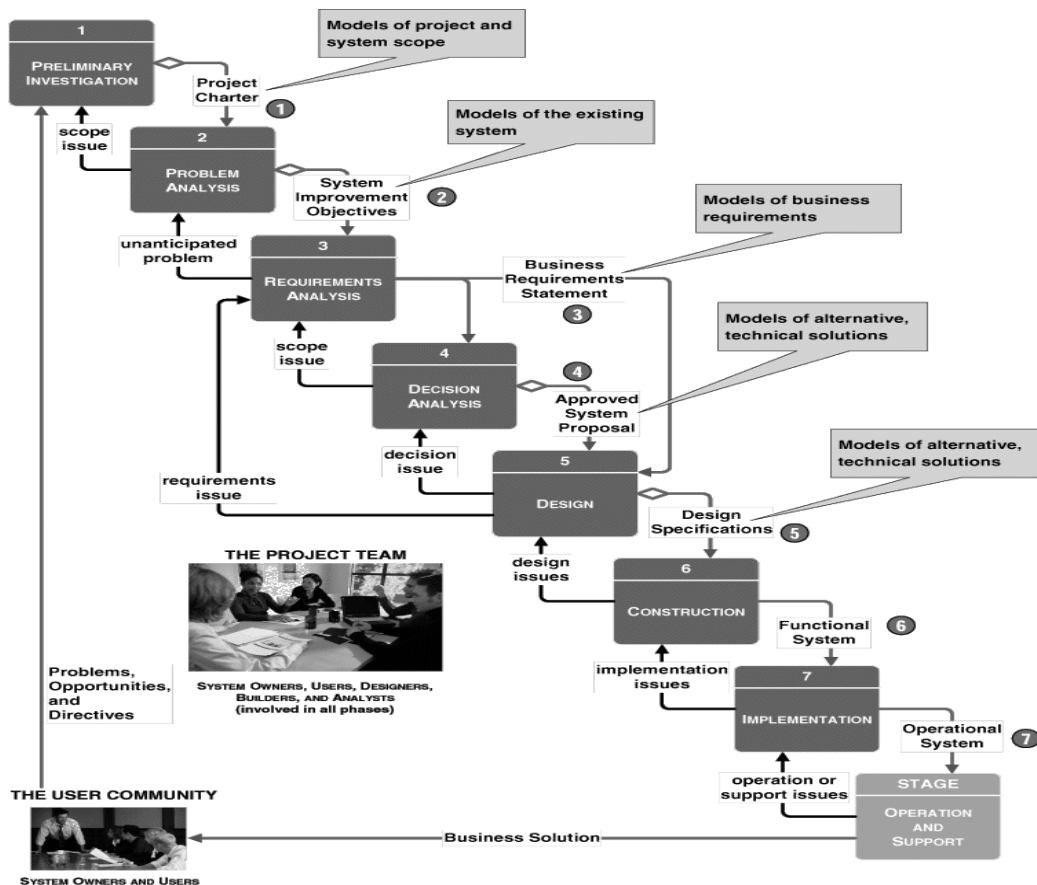 1
PRELIMINARY
INVESTIGATION
Models of project and
system scope
Project
Charter
1
scope
issue
2
PROBLEM
ANALYSIS
Models of the existing
system
System
Improvement
Objectives
2
unanticipated
problem
3
REQUIREMENTS
ANALYSIS
Models of business
requirements
Business
Requirements
Statement
3
scope
issue
4
DECISION
ANALYSIS
Models of alternative,
technical solutions
4
Approved
System
Proposal
decision
issue
requirements
issue
5
DESIGN
Models of alternative,
technical solutions
Design
Specifications
5
THE PROJECT TEAM
SYSTEM OWNERS, USERS, DESIGNERS,
BUILDERS, AND ANALYSTS
(involved in all phases)
design
issues
6
CONSTRUCTION
Functional
System
6
implementation
issues
7
IMPLEMENTATION
Operational
System
7
Problems,
Opportunities,
and
Directives
operation or
support issues
STAGE
OPERATION
AND
SUPPORT
THE USER COMMUNITY
Business Solution
SYSTEM OWNERS AND USERS